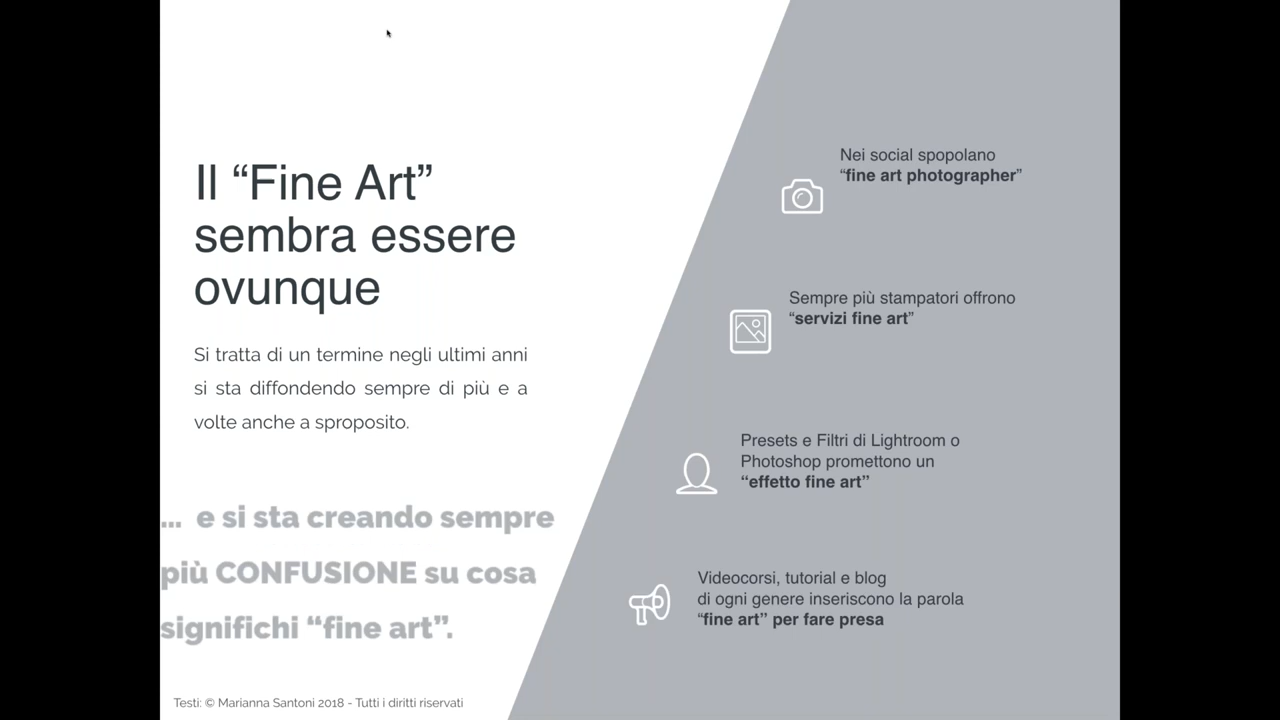 Il “Fine Art”
sembra essere
ovunque
Si tratta di un termine negli ultimi anni
si sta diffondendo sempre di più e a
volte anche a sproposito.
... e si sta creando sempre
più CONFUSIONE su cosa
significhi “fine art”.
Testi: © Marianna Santoni 2018 - Tutti i diritti riservati
Nei social spopolano
“fine art photographer”
Sempre più stampatori offrono
“servizi fine art”
Presets e Filtri di Lightroom o
Photoshop promettono un
“effetto fine art”
Videocorsi, tutorial e blog
di ogni genere inseriscono la parola
“fine art” per fare presa